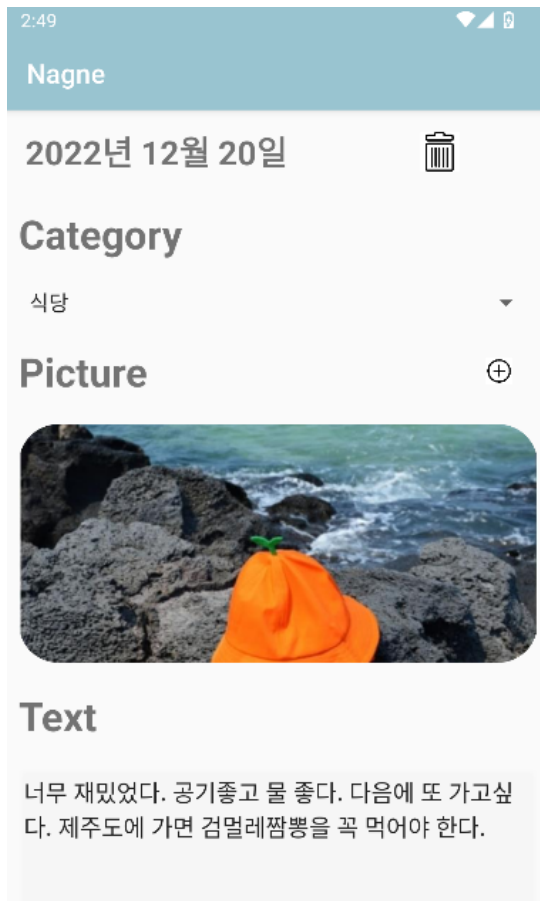 2:49
Nagne
2022년 12월 20일
Category
식당
Picture
Text
너무 재밌었다. 공기좋고 물 좋다. 다음에 또 가고싶
다. 제주도에 가면 검멀레짬뽕을 꼭 먹어야 한다.